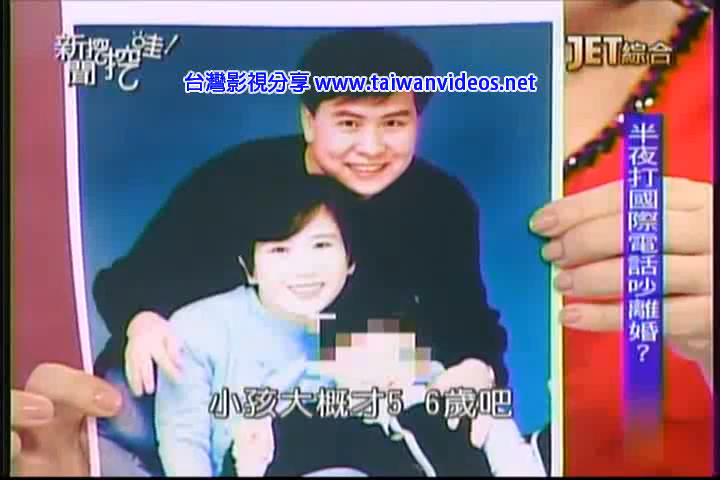 新聞挖挖哇!
JET綜合
台灣影視分享 www.taiwanvideos.net
半夜打國際電話吵離婚?
小孩大概才5 6歲吧